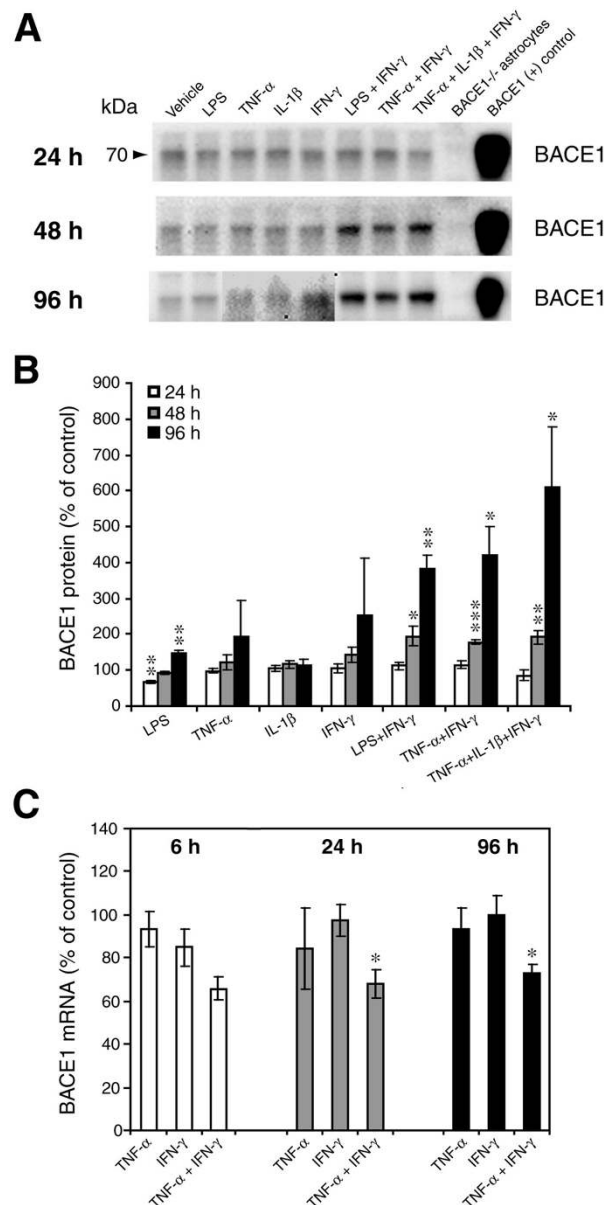 A
kDa
Vehicle
LPS
TNF-α
IL-1β
IFN-γ
LPS + IFN-γ
TNF-α + IFN-γ
TNF-α + IL-1β + IFN-γ
BACE1-/- astrocytes
BACE1 (+) control
24 h 70 BACE1
48 h BACE1
96 h BACE1
B
BACE1 protein (% of control)
900
800
700
600
500
400
300
200
100
0
24 h
48 h
96 h
** ** * ** *** * ** *
LPS
TNF-α
IL-1β
IFN-γ
LPS+IFN-γ
TNF-α+IFN-γ
TNF-α+IL-1β+IFN-γ
C
BACE1 mRNA (% of control)
140
120
100
80
60
40
20
0
6 h 24 h 96 h
* *
TNF-α
IFN-γ
TNF-α + IFN-γ
TNF-α
IFN-γ
TNF-α + IFN-γ
TNF-α
IFN-γ
TNF-α + IFN-γ